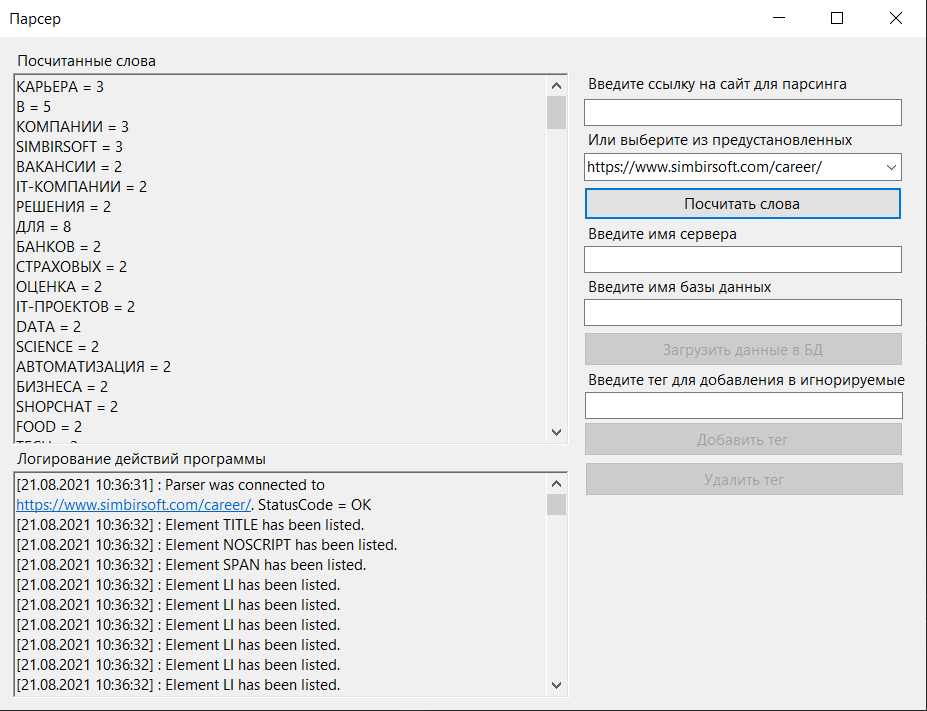 Парсер
Посчитанные слова
КАРЬЕРА = 3
В = 5
КОМПАНИИ = 3
SIMBIRSOFT = 3
ВАКАНСИИ = 2
IT-КОМПАНИИ = 2
РЕШЕНИЯ = 2
ДЛЯ = 8
БАНКОВ = 2
СТРАХОВЫХ = 2
ОЦЕНКА = 2
IT-ПРОЕКТОВ = 2
DATA = 2
SCIENCE = 2
АВТОМАТИЗАЦИЯ = 2
БИЗНЕСА = 2
SHOPCHAT = 2
FOOD = 2
Логирование действий программы
[21.08.2021 10:36:31] : Parser was connected to
https://www.simbirsoft.com/career/. StatusCode = OK
[21.08.2021 10:36:32] : Element TITLE has been listed.
[21.08.2021 10:36:32] : Element NOSCRIPT has been listed.
[21.08.2021 10:36:32] : Element SPAN has been listed.
[21.08.2021 10:36:32] : Element LI has been listed.
[21.08.2021 10:36:32] : Element LI has been listed.
[21.08.2021 10:36:32] : Element LI has been listed.
[21.08.2021 10:36:32] : Element LI has been listed.
[21.08.2021 10:36:32] : Element LI has been listed.
[21.08.2021 10:36:32] : Element LI has been listed.
Введите ссылку на сайт для парсинга
Или выберите из предустановленных
https://www.simbirsoft.com/career/
Посчитать слова
Введите имя сервера
Введите имя базы данных
Загрузить данные в БД
Введите тег для добавления в игнорируемые
Добавить тег
Удалить тег